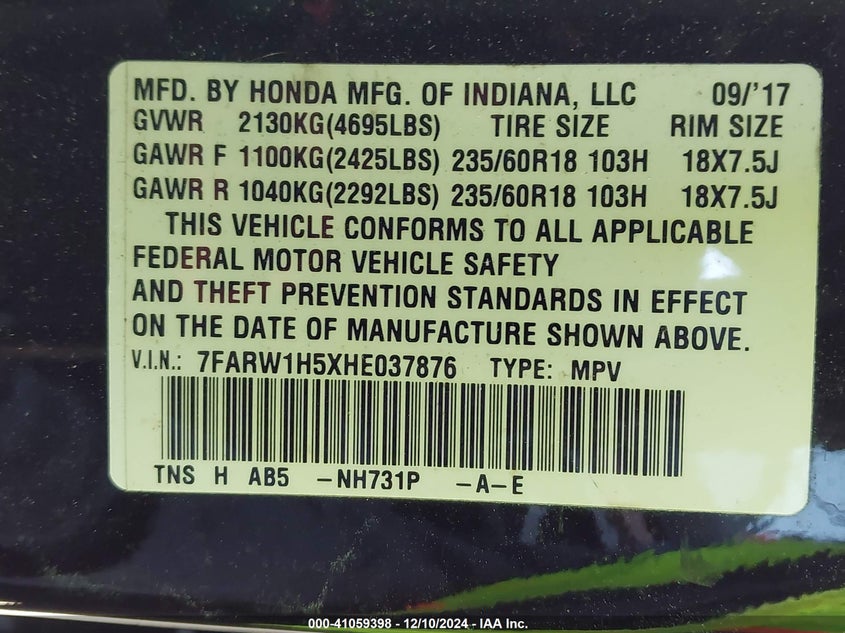 MFD. BY HONDA MFG. OF INDIANA, LLC 09/'17
GVWR 2130KG(4695LBS) TIRE SIZE RIM SIZE
GAWR F 1100KG(2425LBS) 235/60R18 103H 18X7.5J
GAWR R 1040KG(2292LBS) 235/60R18 103H 18X7.5J
THIS VEHICLE CONFORMS TO ALL APPLICABLE
FEDERAL MOTOR VEHICLE SAFETY
AND THEFT PREVENTION STANDARDS IN EFFECT
ON THE DATE OF MANUFACTURE SHOWN ABOVE.
V.I.N.: 7FARW1H5XHE037876 TYPE: MPV
TNS H AB5 -NH731P -A-E
000-41059398 - 12/10/2024 - IAA Inc.